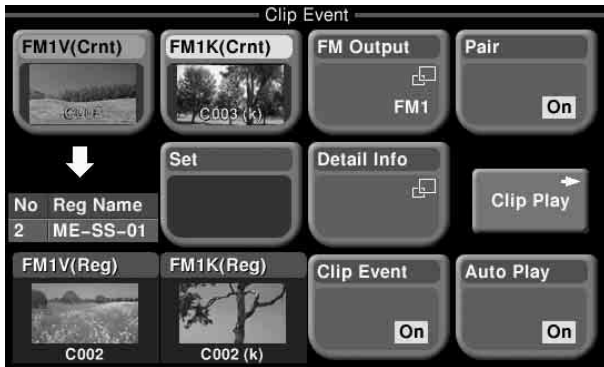 Clip Event
FM1V(Crnt)
FM1K(Crnt)
C003 (k)
FM Output
FM1
Pair
On
Set
Detail Info
Clip Play
No Reg Name
2 ME-SS-01
FM1V(Reg)
C002
FM1K(Reg)
C002 (k)
Clip Event
On
Auto Play
On